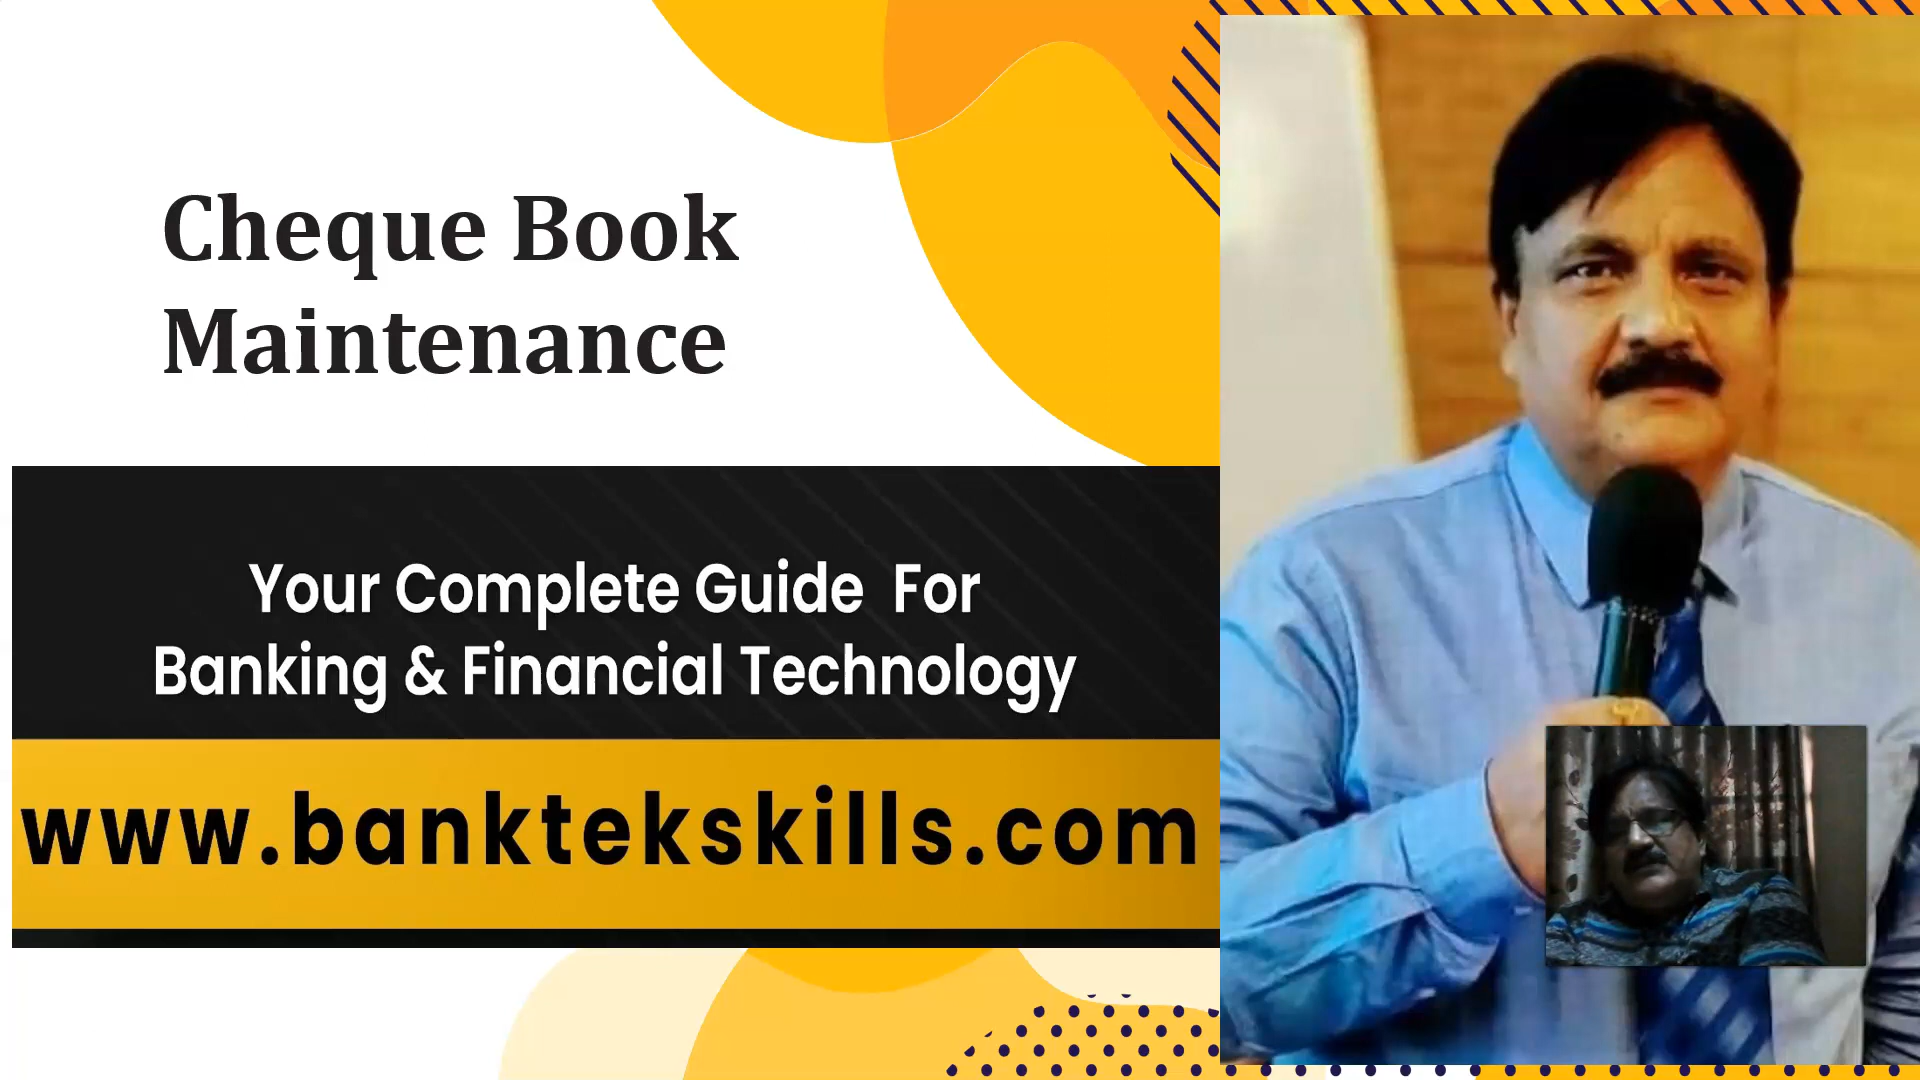 Cheque Book
Maintenance
Your Complete Guide For
Banking & Financial Technology
www.banktekskills.com